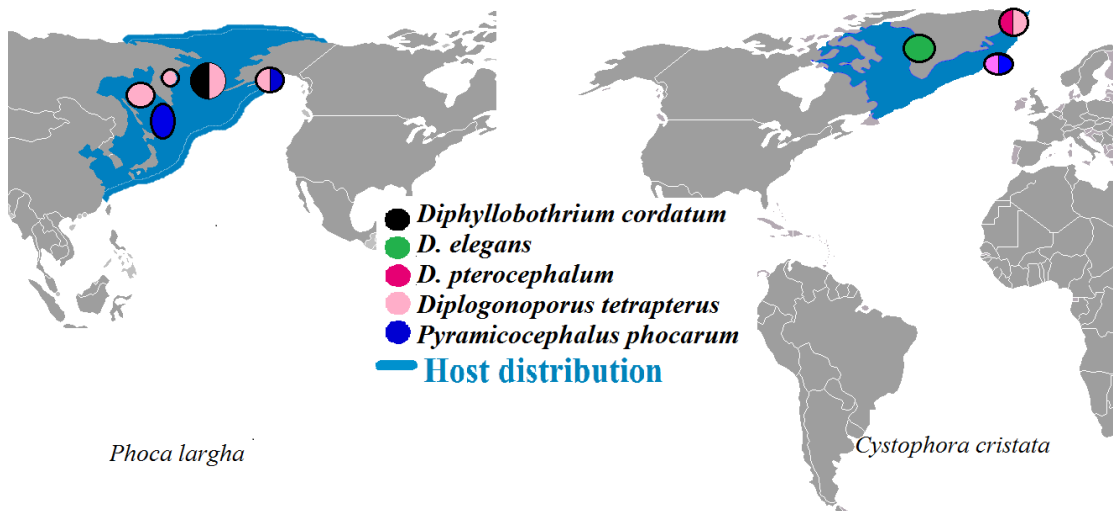 Diphyllobothrium cordatum
D. elegans
D. pterocephalum
Diplogonoporus tetrapterus
Pyramicocephalus phocarum
Host distribution
Phoca largha
Cystophora cristata